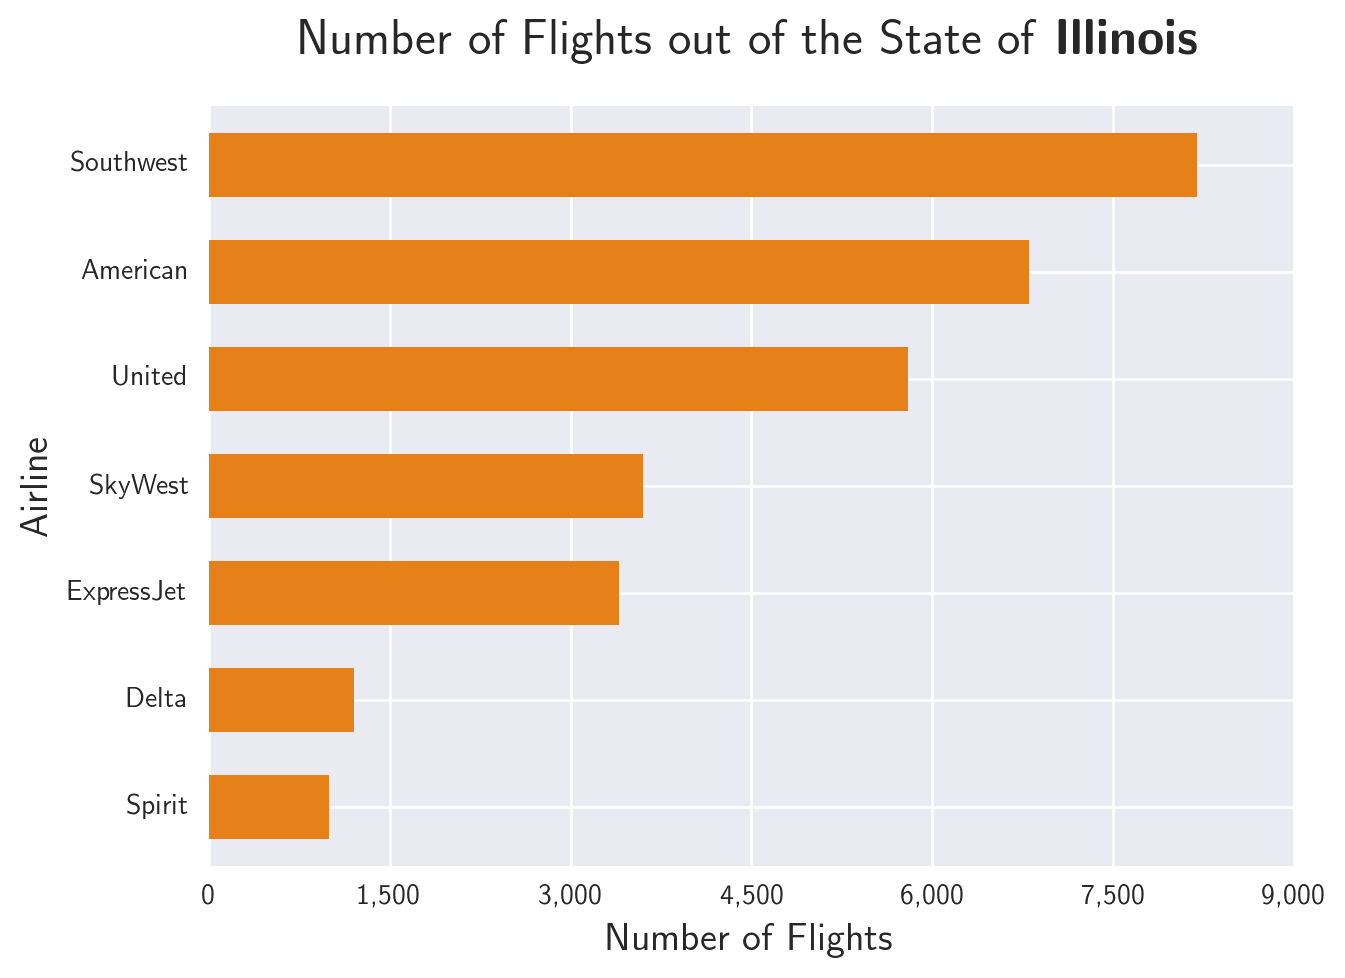 Number of Flights out of the State of Illinois
Southwest
American
United
SkyWest
ExpressJet
Delta
Spirit
Airline
0 1,500 3,000 4,500 6,000 7,500 9,000
Number of Flights